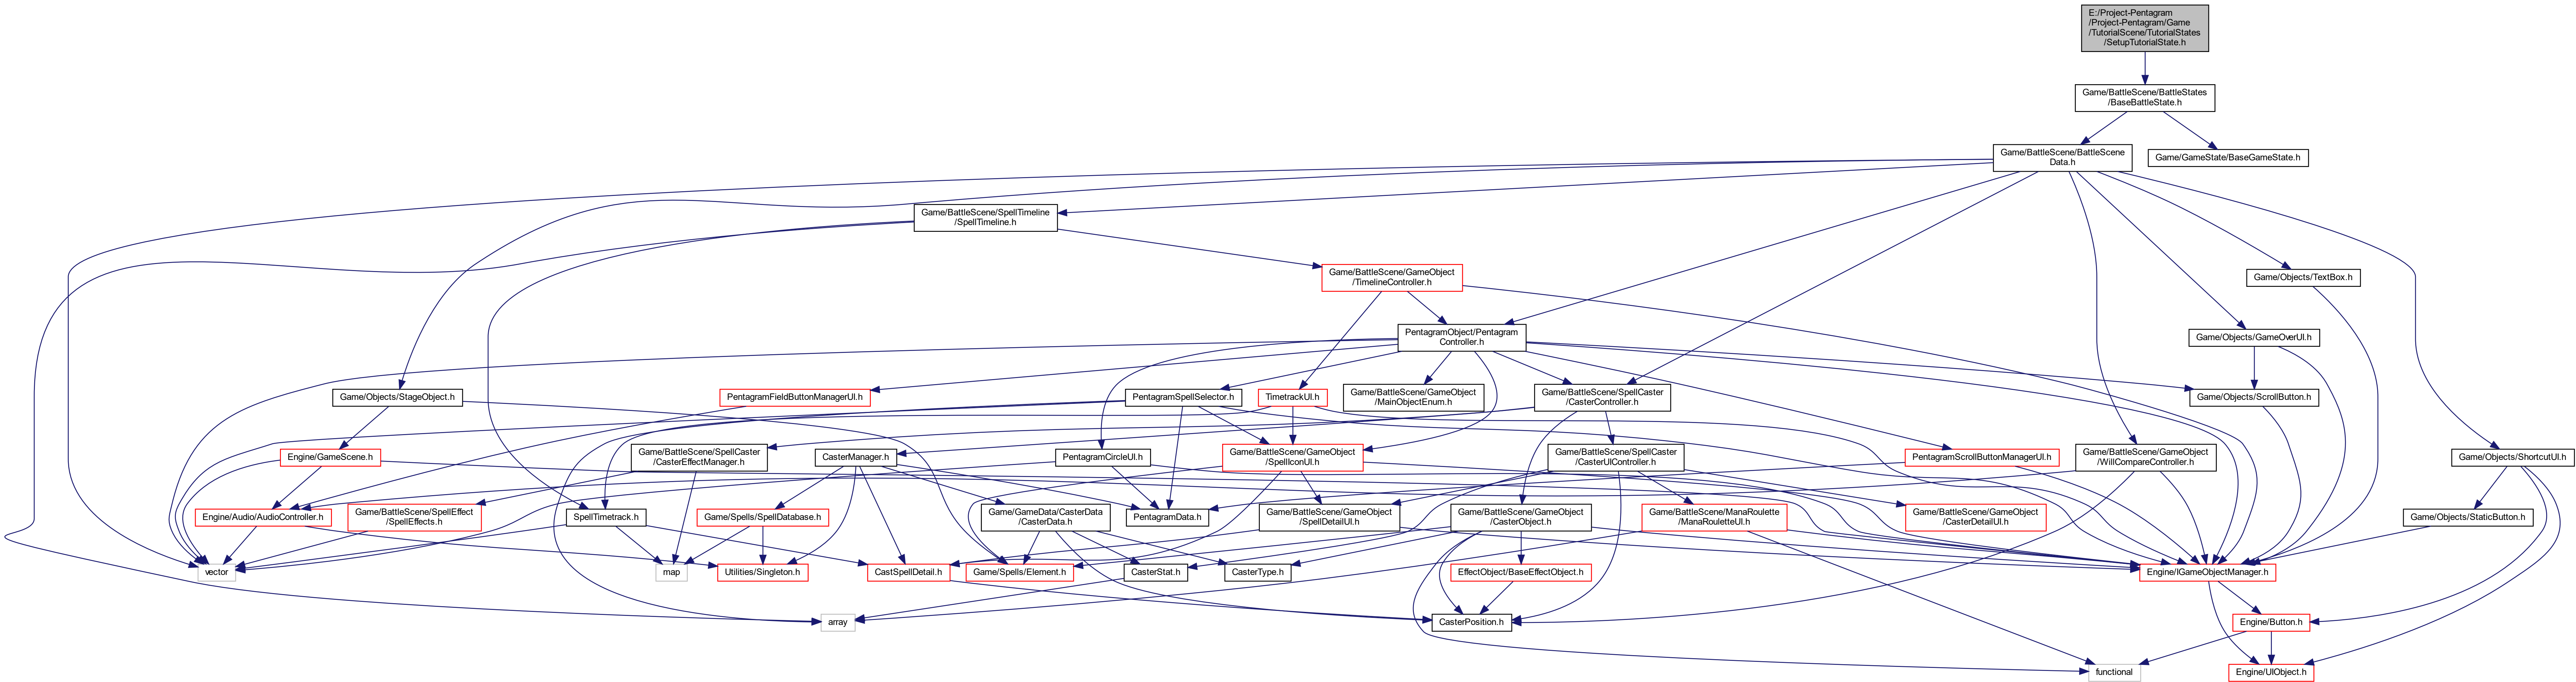 E:/Project-Pentagram
/Project-Pentagram/Game
/TutorialScene/TutorialStates
/SetupTutorialState.h
Game/BattleScene/BattleStates
/BaseBattleState.h
Game/BattleScene/BattleScene
Data.h
Game/GameState/BaseGameState.h
Game/BattleScene/SpellTimeline
/SpellTimeline.h
Game/BattleScene/GameObject
/TimelineController.h
Game/Objects/TextBox.h
PentagramObject/Pentagram
Controller.h
Game/Objects/GameOverUI.h
Game/Objects/StageObject.h
PentagramFieldButtonManagerUI.h
PentagramSpellSelector.h
TimetrackUI.h
Game/BattleScene/GameObject
/MainObjectEnum.h
Game/BattleScene/SpellCaster
/CasterController.h
Game/Objects/ScrollButton.h
Engine/GameScene.h
Game/BattleScene/SpellCaster
/CasterEffectManager.h
CasterManager.h
PentagramCircleUI.h
Game/BattleScene/GameObject
/SpellIconUI.h
Game/BattleScene/SpellCaster
/CasterUIController.h
PentagramScrollButtonManagerUI.h
Game/BattleScene/GameObject
/WillCompareController.h
Game/Objects/ShortcutUI.h
Engine/Audio/AudioController.h
Game/BattleScene/SpellEffect
/SpellEffects.h
SpellTimetrack.h
Game/Spells/SpellDatabase.h
Game/GameData/CasterData
/CasterData.h
PentagramData.h
Game/BattleScene/GameObject
/SpellDetailUI.h
Game/BattleScene/GameObject
/CasterObject.h
Game/BattleScene/ManaRoulette
/ManaRouletteUI.h
Game/BattleScene/GameObject
/CasterDetailUI.h
Game/Objects/StaticButton.h
vector
map
Utilities/Singleton.h
CastSpellDetail.h
Game/Spells/Element.h
CasterStat.h
CasterType.h
EffectObject/BaseEffectObject.h
Engine/IGameObjectManager.h
array
CasterPosition.h
Engine/Button.h
functional
Engine/UIObject.h